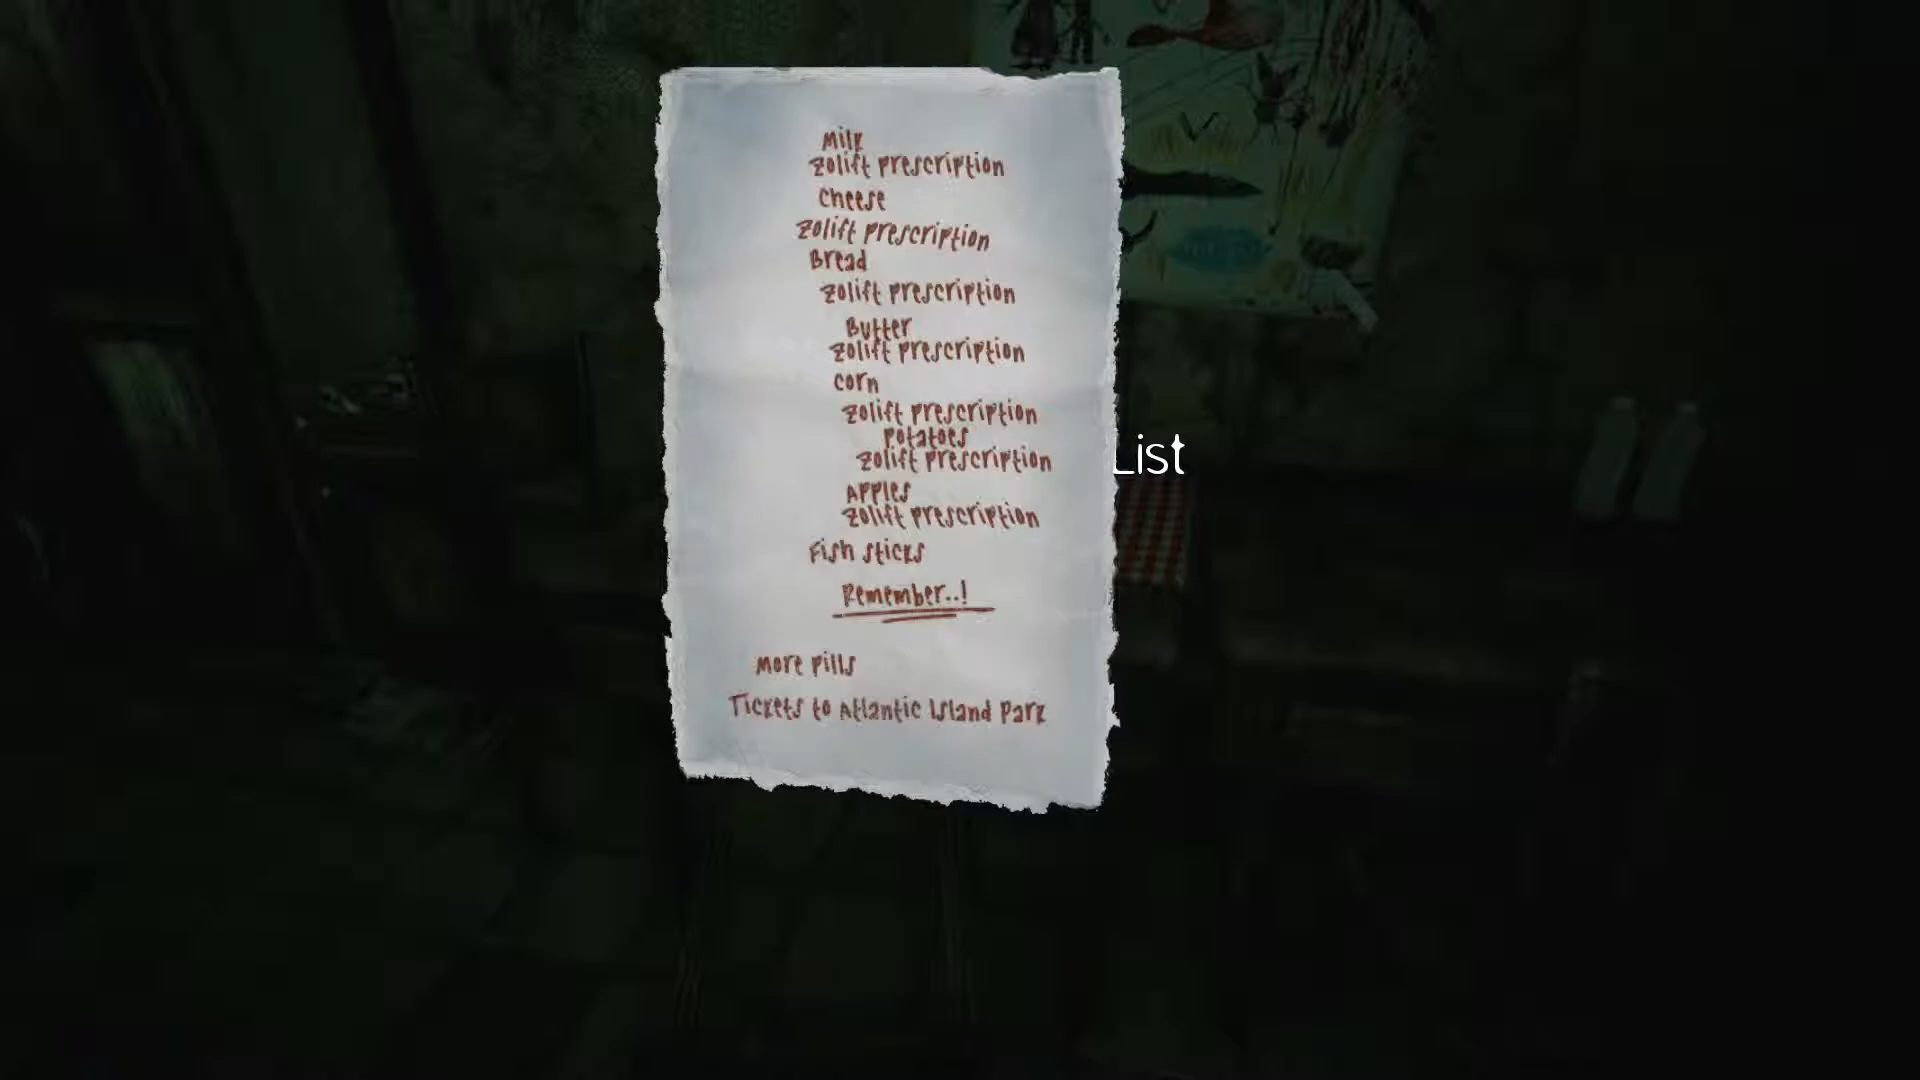 Milk
Zolift prescription
Cheese
Zolift prescription
Bread
Zolift prescription
Butter
Zolift prescription
Corn
Zolift prescription
Potatoes
Zolift prescription
Apples
Zolift prescription
Fish sticks
Remember..!
More pills
Tickets to Atlantic Island Park
List